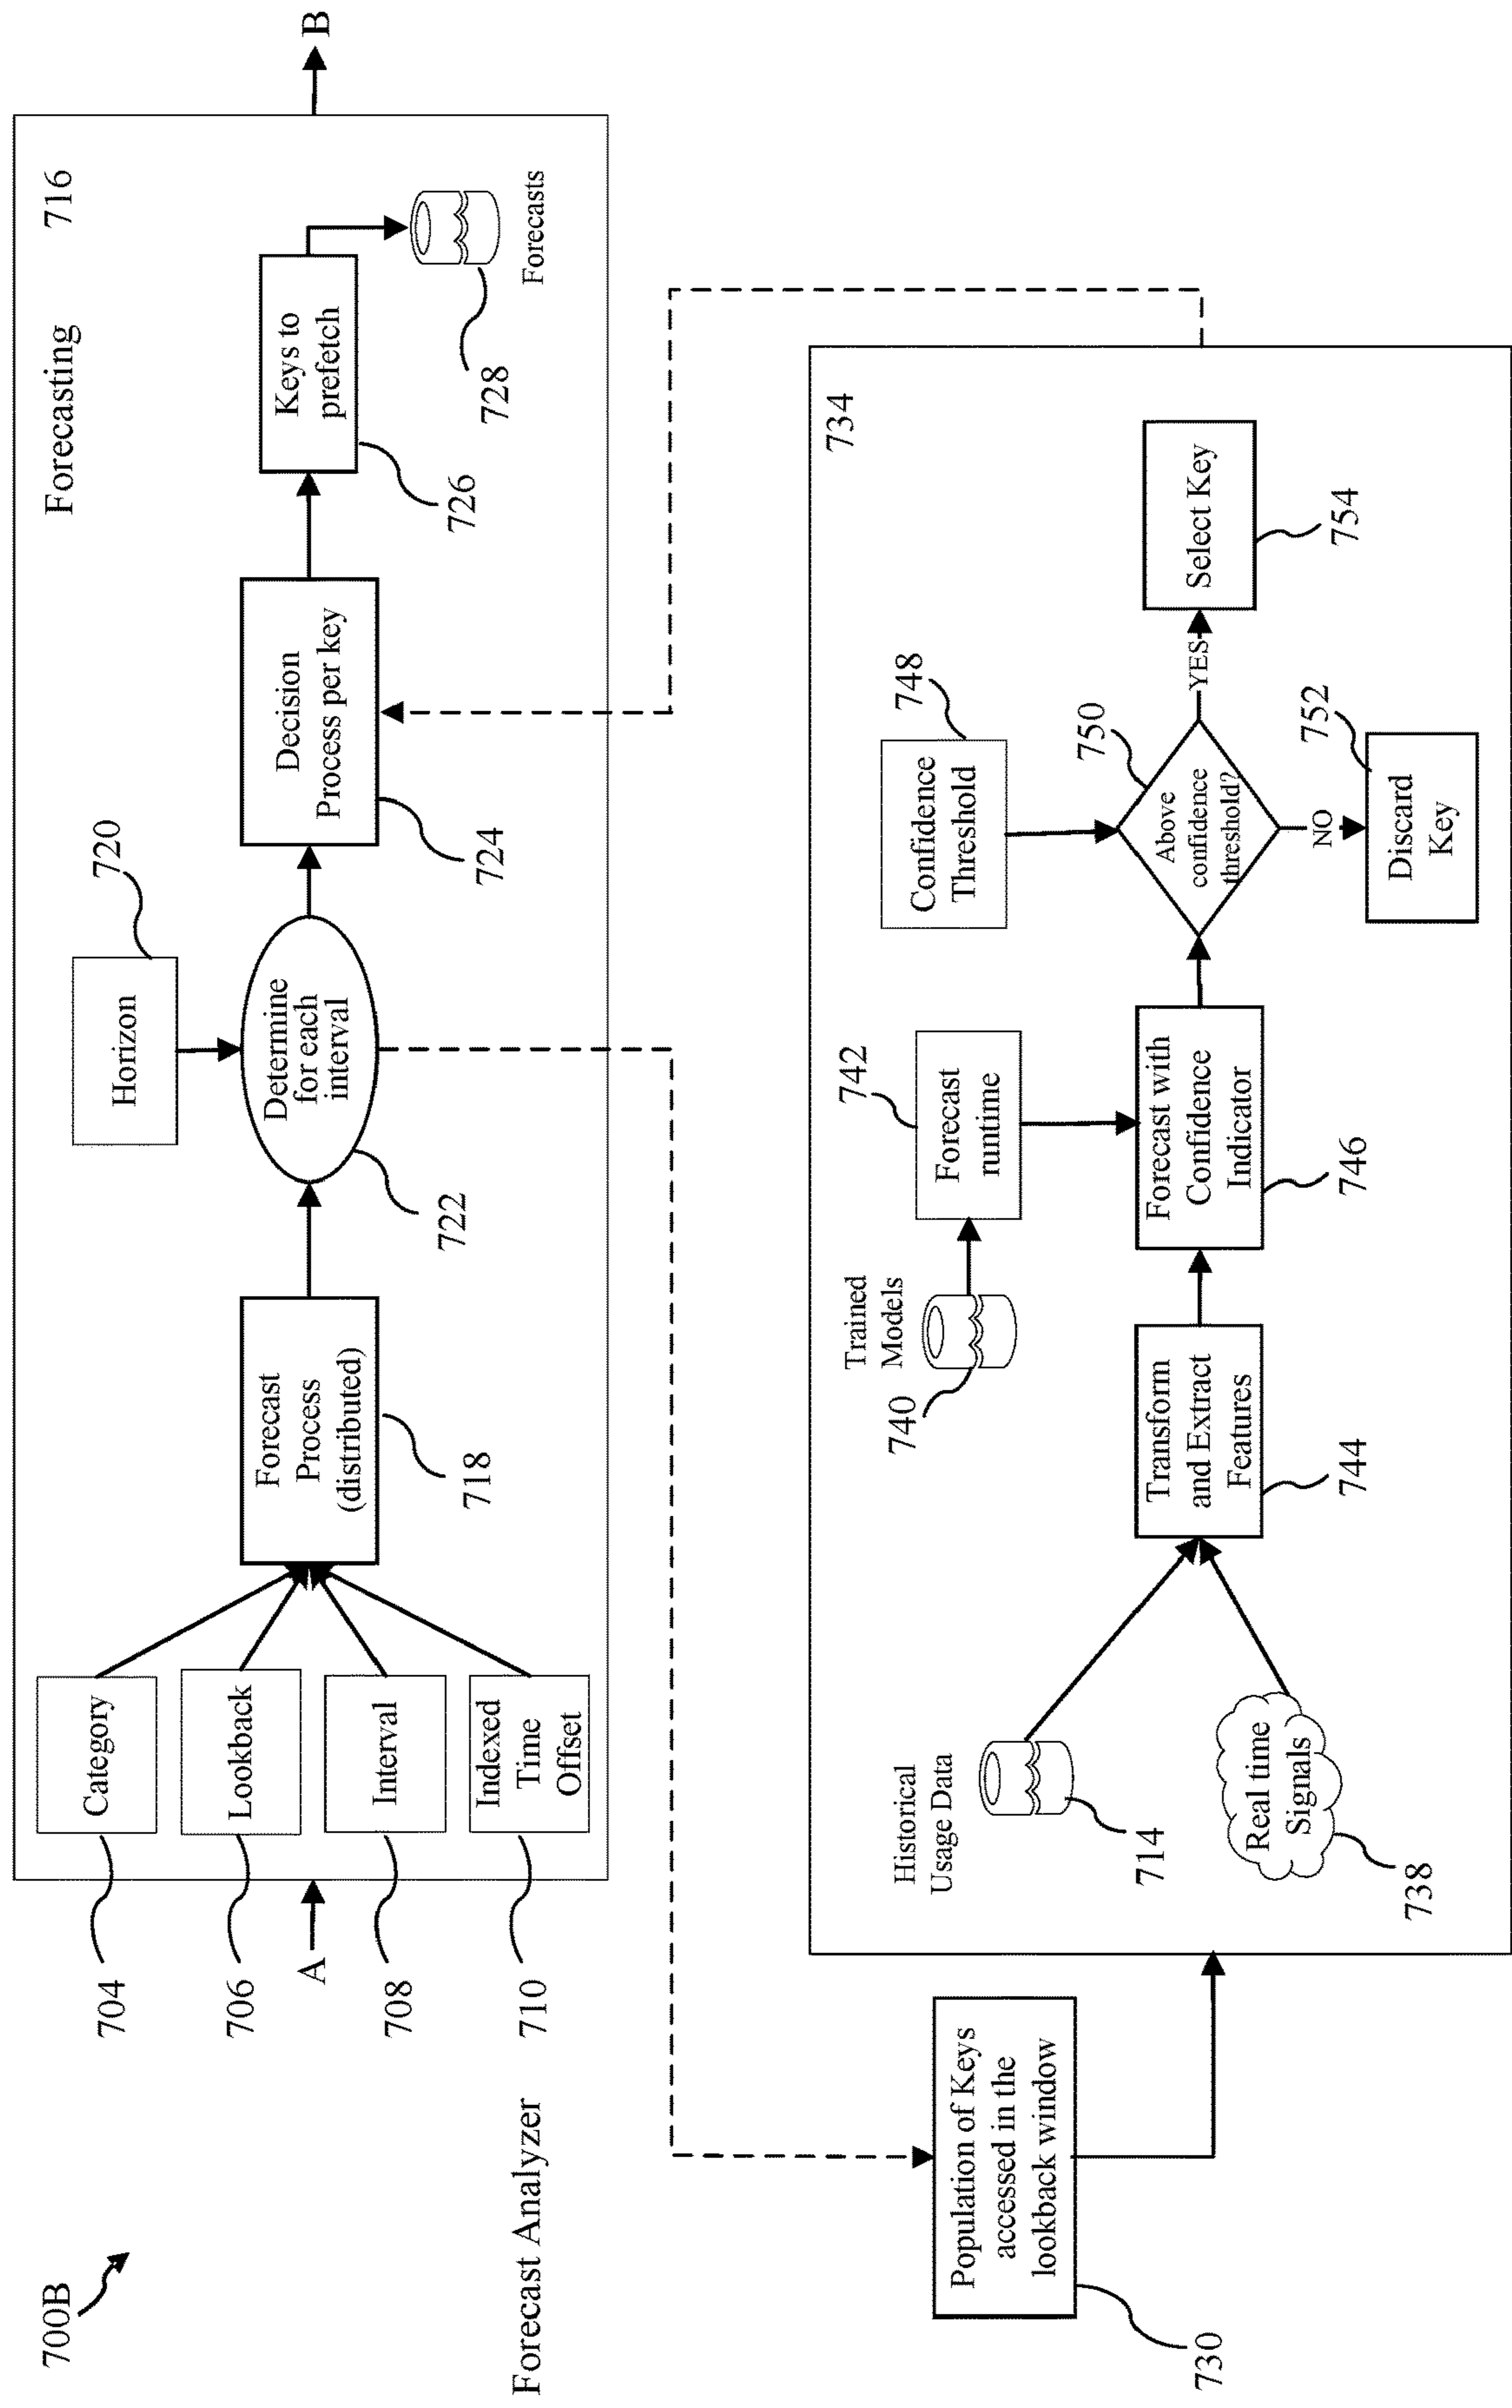 700B
Forecast Analyzer
Forecasting
716
704
Category
706
Lookback
A
708
Interval
710
Indexed
Time
Offset
Forecast
Process
(distributed)
718
Horizon
720
Determine
for each
interval
722
Decision
Process per key
724
Keys to
prefetch
726
728
Forecasts
B
Population of Keys
accessed in the
lookback window
730
734
Historical
Usage Data
714
Real time
Signals
738
Transform
and Extract
Features
744
Trained
Models
740
742
Forecast
runtime
Forecast with
Confidence
Indicator
746
748
Confidence
Threshold
750
Above
confidence
threshold?
YES
NO
752
Discard
Key
Select Key
754